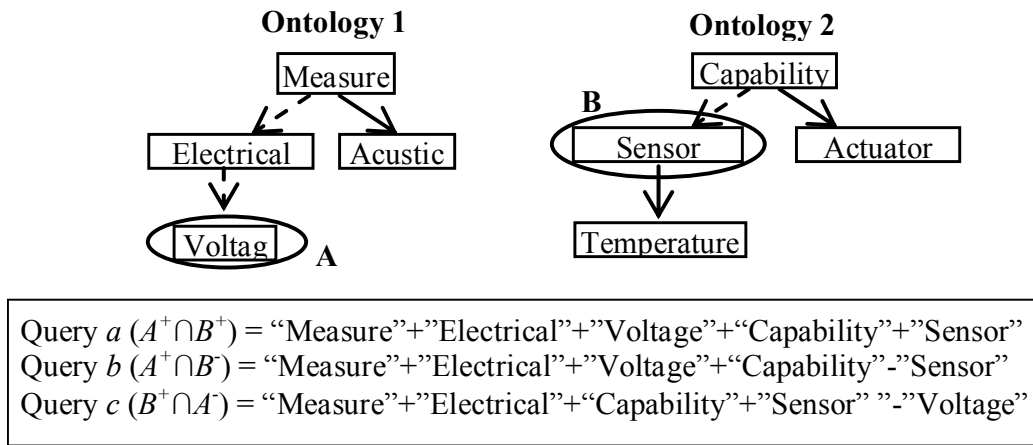 Ontology 1
Ontology 2
Measure
Capability
B
Electrical
Acustic
Sensor
Actuator
Voltag
A
Temperature
Query a (A⁺∩B⁺) = “Measure”+”Electrical”+”Voltage”+“Capability”+“Sensor”
Query b (A⁺∩B⁻) = “Measure”+”Electrical”+”Voltage”+“Capability”-”Sensor”
Query c (B⁺∩A⁻) = “Measure”+”Electrical”+“Capability”+“Sensor” ”-”Voltage”